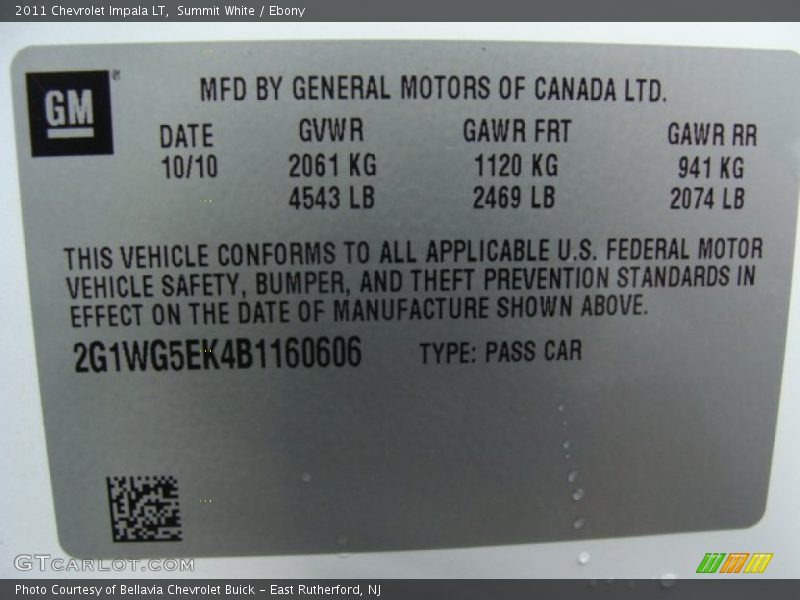 2011 Chevrolet Impala LT, Summit White / Ebony
GM ®
MFD BY GENERAL MOTORS OF CANADA LTD.
DATE GVWR GAWR FRT GAWR RR
10/10 2061 KG 1120 KG 941 KG
4543 LB 2469 LB 2074 LB
THIS VEHICLE CONFORMS TO ALL APPLICABLE U.S. FEDERAL MOTOR
VEHICLE SAFETY, BUMPER, AND THEFT PREVENTION STANDARDS IN
EFFECT ON THE DATE OF MANUFACTURE SHOWN ABOVE.
2G1WG5EK4B1160606 TYPE: PASS CAR
GTCARLOT.COM
Photo Courtesy of Bellavia Chevrolet Buick - East Rutherford, NJ